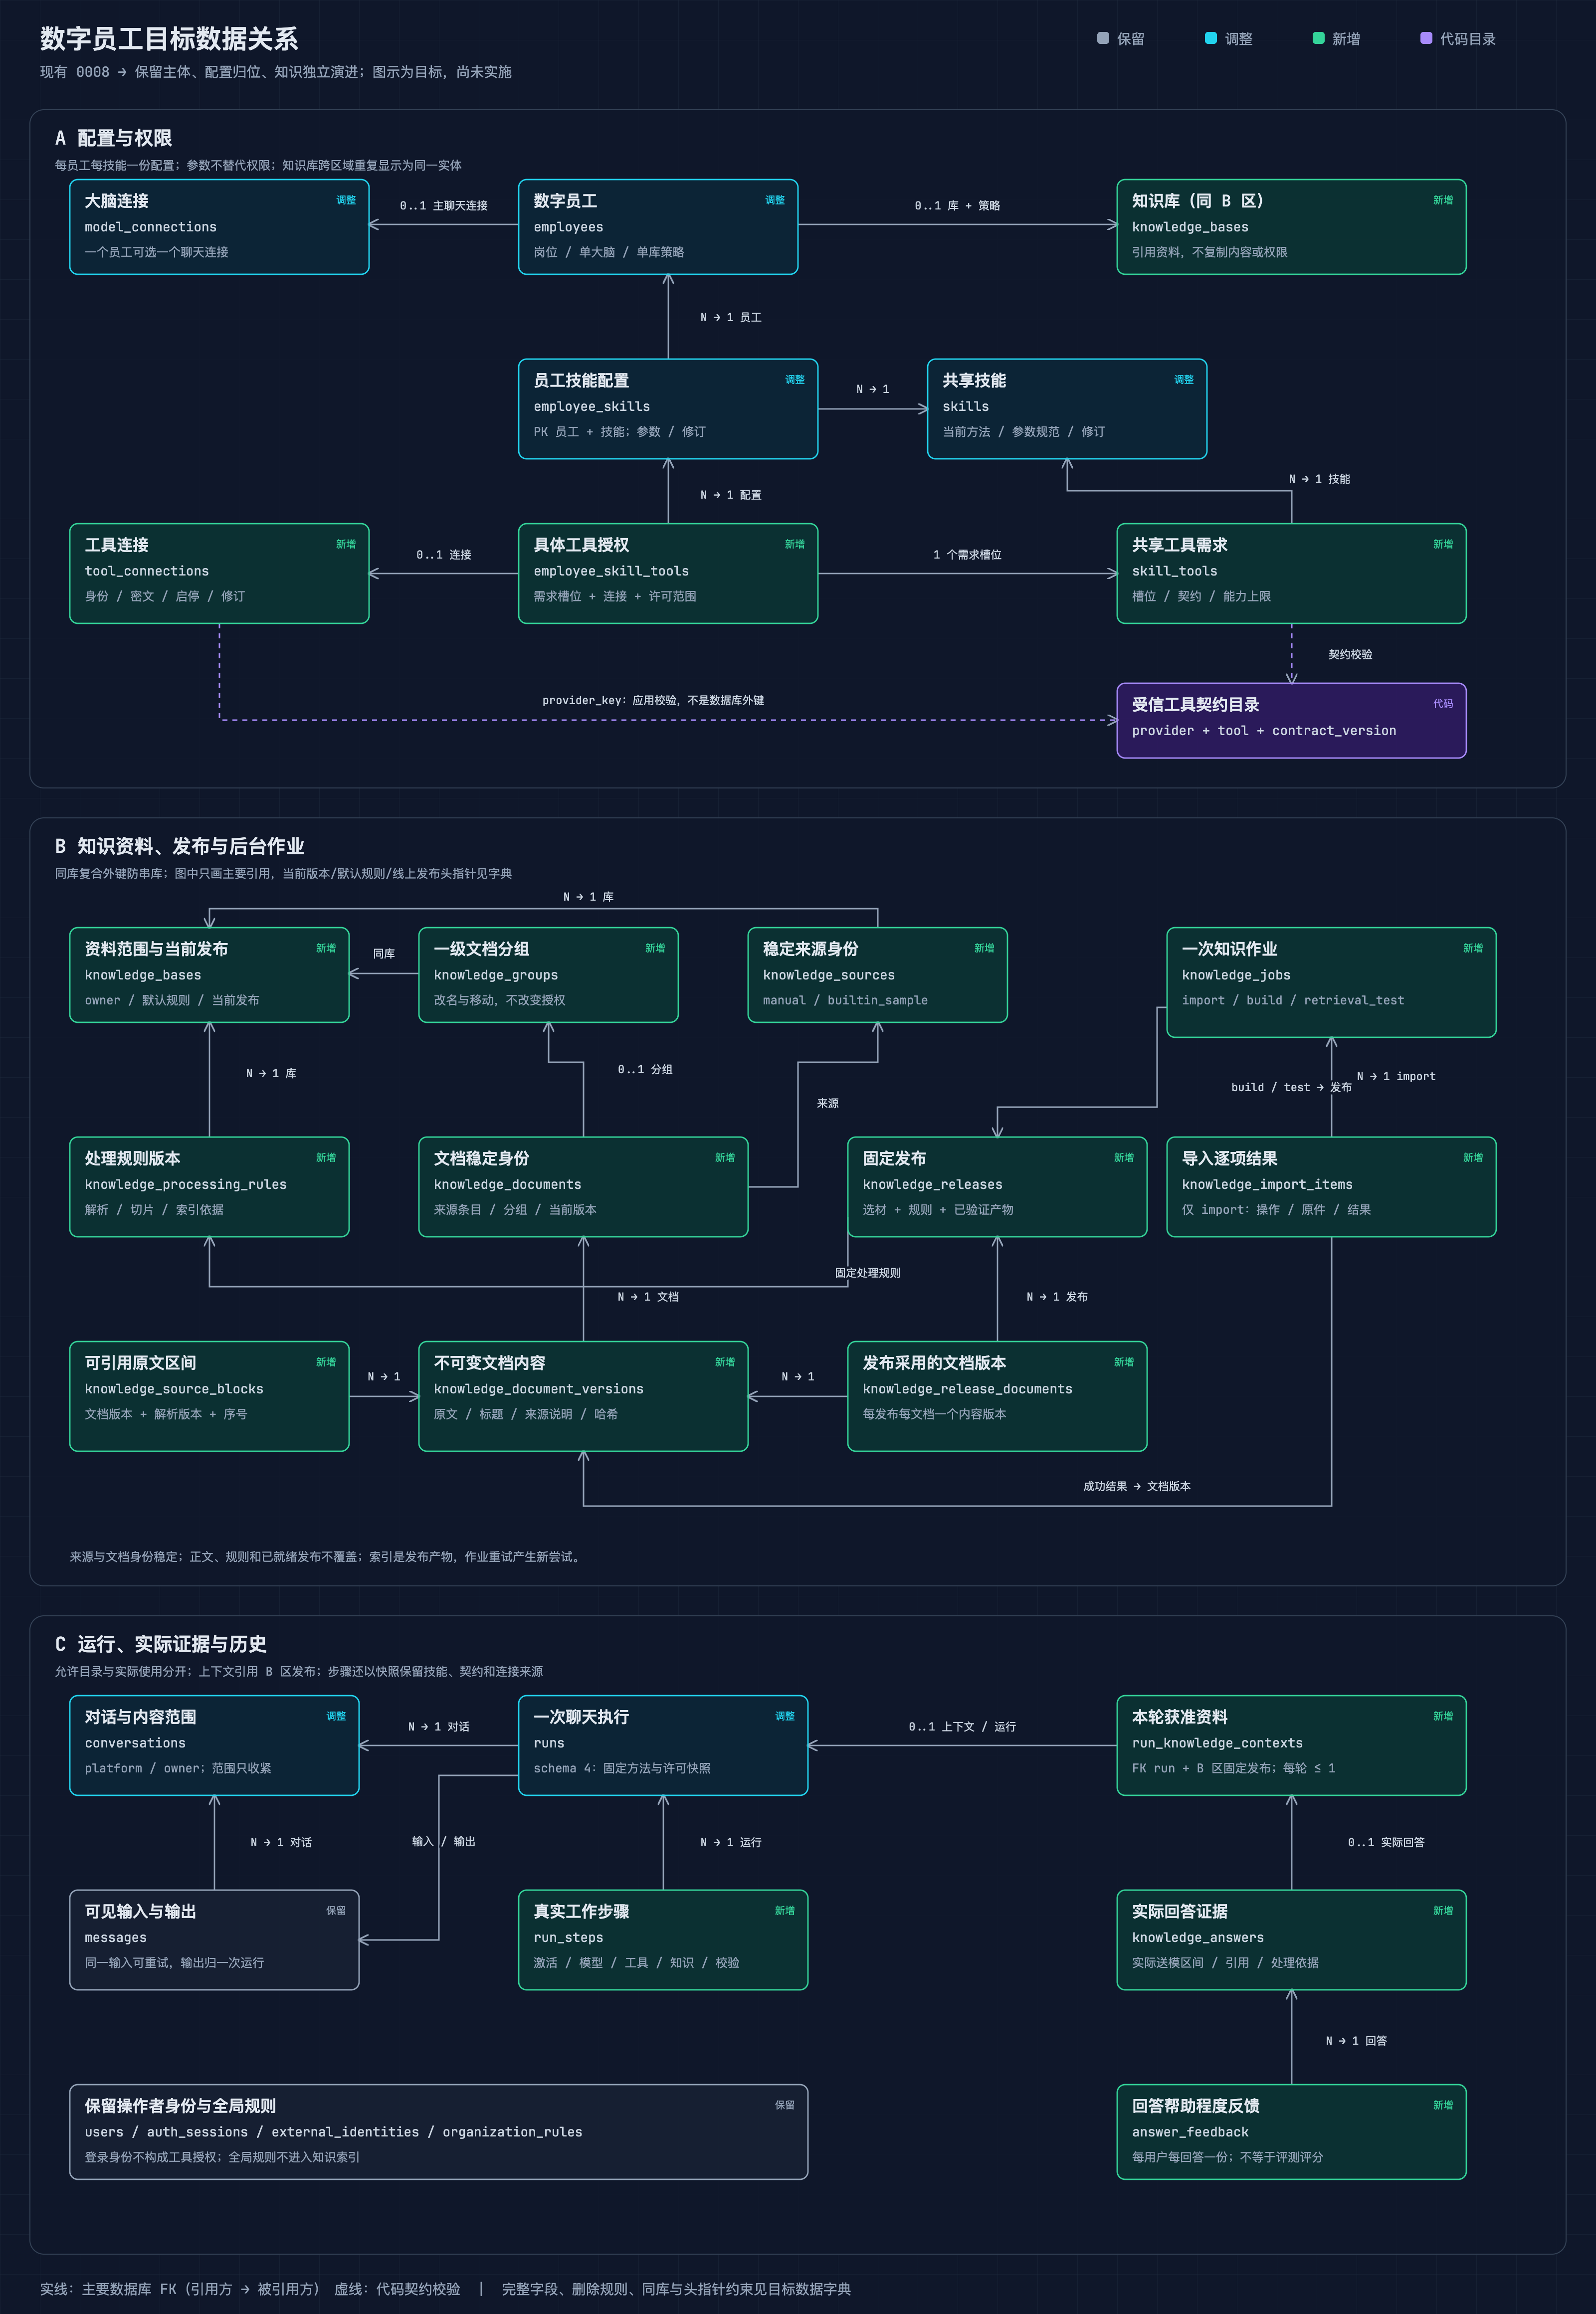 数字员工目标数据关系
保留
调整
新增
代码目录
现有 0008 → 保留主体、配置归位、知识独立演进；图示为目标，尚未实施
A 配置与权限
每员工每技能一份配置；参数不替代权限；知识库跨区域重复显示为同一实体
大脑连接
调整
model_connections
一个员工可选一个聊天连接
0..1 主聊天连接
数字员工
调整
employees
岗位 / 单大脑 / 单库策略
0..1 库 + 策略
知识库（同 B 区）
新增
knowledge_bases
引用资料，不复制内容或权限
N → 1 员工
员工技能配置
调整
employee_skills
PK 员工 + 技能；参数 / 修订
N → 1
共享技能
调整
skills
当前方法 / 参数规范 / 修订
N → 1 配置
N → 1 技能
工具连接
新增
tool_connections
身份 / 密文 / 启停 / 修订
0..1 连接
具体工具授权
新增
employee_skill_tools
需求槽位 + 连接 + 许可范围
1 个需求槽位
共享工具需求
新增
skill_tools
槽位 / 契约 / 能力上限
契约校验
provider_key：应用校验，不是数据库外键
受信工具契约目录
代码
provider + tool + contract_version
B 知识资料、发布与后台作业
同库复合外键防串库；图中只画主要引用，当前版本/默认规则/线上发布头指针见字典
N → 1 库
资料范围与当前发布
新增
knowledge_bases
owner / 默认规则 / 当前发布
同库
一级文档分组
新增
knowledge_groups
改名与移动，不改变授权
稳定来源身份
新增
knowledge_sources
manual / builtin_sample
一次知识作业
新增
knowledge_jobs
import / build / retrieval_test
N → 1 库
0..1 分组
来源
build / test → 发布
N → 1 import
处理规则版本
新增
knowledge_processing_rules
解析 / 切片 / 索引依据
文档稳定身份
新增
knowledge_documents
来源条目 / 分组 / 当前版本
固定发布
新增
knowledge_releases
选材 + 规则 + 已验证产物
导入逐项结果
新增
knowledge_import_items
仅 import：操作 / 原件 / 结果
固定处理规则
N → 1 文档
N → 1 发布
可引用原文区间
新增
knowledge_source_blocks
文档版本 + 解析版本 + 序号
N → 1
不可变文档内容
新增
knowledge_document_versions
原文 / 标题 / 来源说明 / 哈希
N → 1
发布采用的文档版本
新增
knowledge_release_documents
每发布每文档一个内容版本
成功结果 → 文档版本
来源与文档身份稳定；正文、规则和已就绪发布不覆盖；索引是发布产物，作业重试产生新尝试。
C 运行、实际证据与历史
允许目录与实际使用分开；上下文引用 B 区发布；步骤还以快照保留技能、契约和连接来源
对话与内容范围
调整
conversations
platform / owner；范围只收紧
N → 1 对话
一次聊天执行
调整
runs
schema 4：固定方法与许可快照
0..1 上下文 / 运行
本轮获准资料
新增
run_knowledge_contexts
FK run + B 区固定发布；每轮 ≤ 1
N → 1 对话
输入 / 输出
N → 1 运行
0..1 实际回答
可见输入与输出
保留
messages
同一输入可重试，输出归一次运行
真实工作步骤
新增
run_steps
激活 / 模型 / 工具 / 知识 / 校验
实际回答证据
新增
knowledge_answers
实际送模区间 / 引用 / 处理依据
N → 1 回答
保留操作者身份与全局规则
保留
users / auth_sessions / external_identities / organization_rules
登录身份不构成工具授权；全局规则不进入知识索引
回答帮助程度反馈
新增
answer_feedback
每用户每回答一份；不等于评测评分
实线：主要数据库 FK（引用方 → 被引用方） 虚线：代码契约校验 | 完整字段、删除规则、同库与头指针约束见目标数据字典